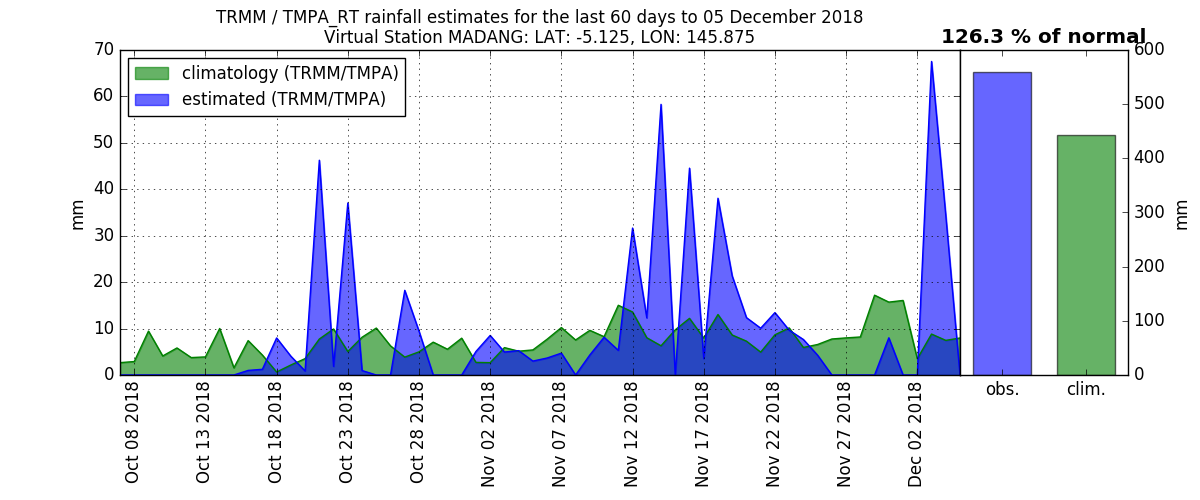 TRMM / TMPA_RT rainfall estimates for the last 60 days to 05 December 2018
Virtual Station MADANG: LAT: -5.125, LON: 145.875
126.3 % of normal
climatology (TRMM/TMPA)
estimated (TRMM/TMPA)
70
60
50
40
30
20
10
0
mm
Oct 08 2018
Oct 13 2018
Oct 18 2018
Oct 23 2018
Oct 28 2018
Nov 02 2018
Nov 07 2018
Nov 12 2018
Nov 17 2018
Nov 22 2018
Nov 27 2018
Dec 02 2018
obs.
clim.
600
500
400
300
200
100
0
mm